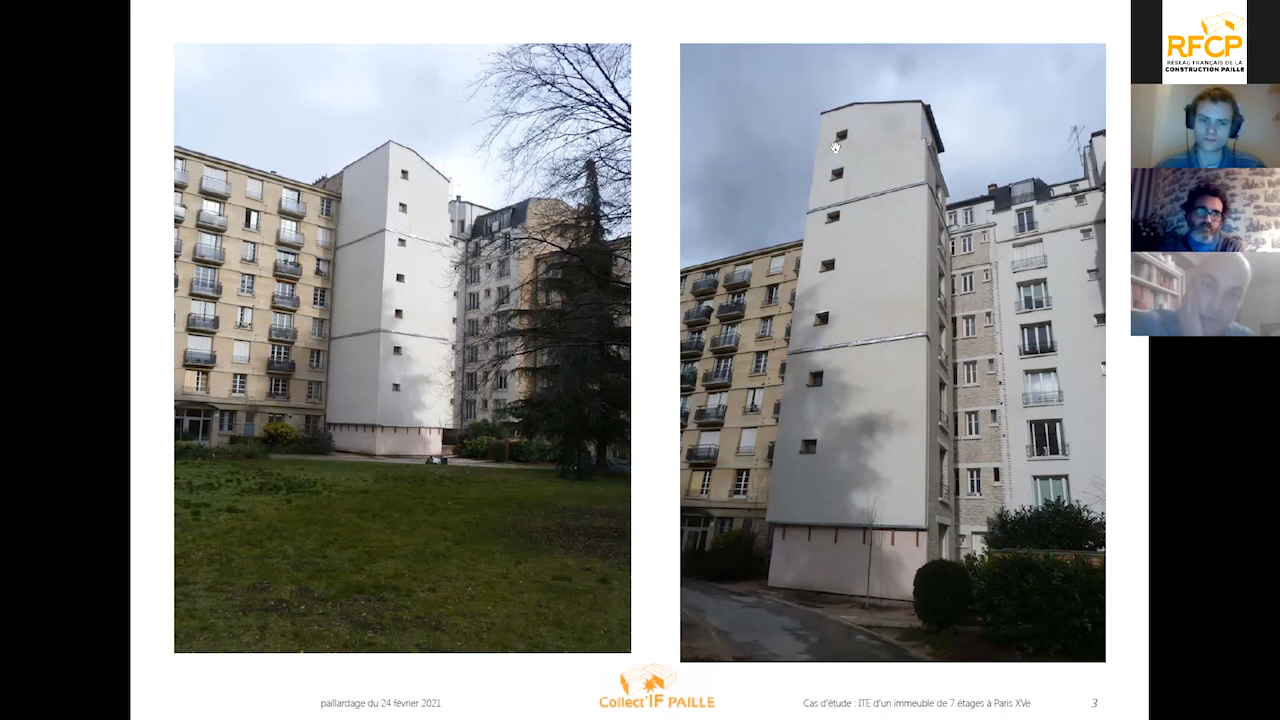 RFCP
RÉSEAU FRANÇAIS DE LA
CONSTRUCTION PAILLE
paillardage du 24 février 2021
Collect'IF PAILLE
Cas d'étude : ITE d'un immeuble de 7 étages à Paris XVe
3